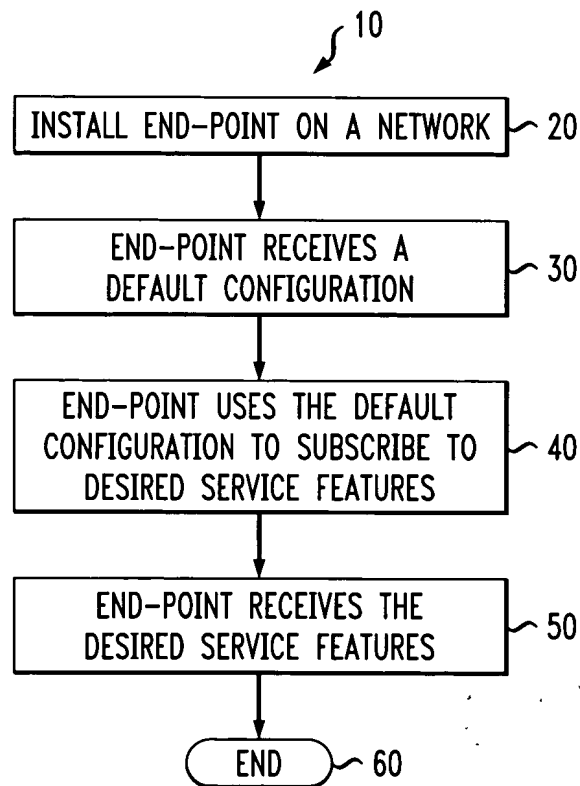 10
INSTALL END-POINT ON A NETWORK
20
END-POINT RECEIVES A
DEFAULT CONFIGURATION
30
END-POINT USES THE DEFAULT
CONFIGURATION TO SUBSCRIBE TO
DESIRED SERVICE FEATURES
40
END-POINT RECEIVES THE
DESIRED SERVICE FEATURES
50
END
60